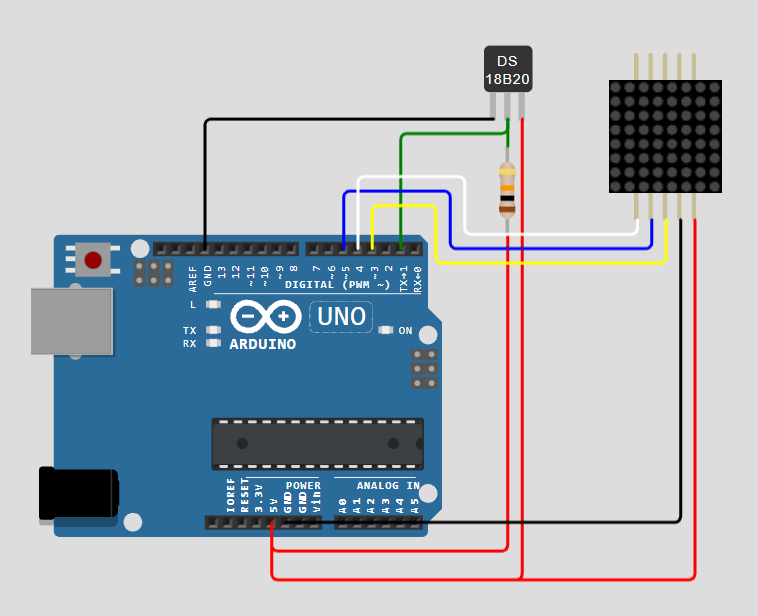 DS
18B20
AREF
GND
13
12
~11
~10
~9
8
7
~6
~5
4
~3
2
TX→1
RX←0
DIGITAL (PWM ~)
L
TX
RX
UNO
ON
ARDUINO
POWER
ANALOG IN
IOREF
RESET
3.3V
5V
GND
GND
Vin
A0
A1
A2
A3
A4
A5